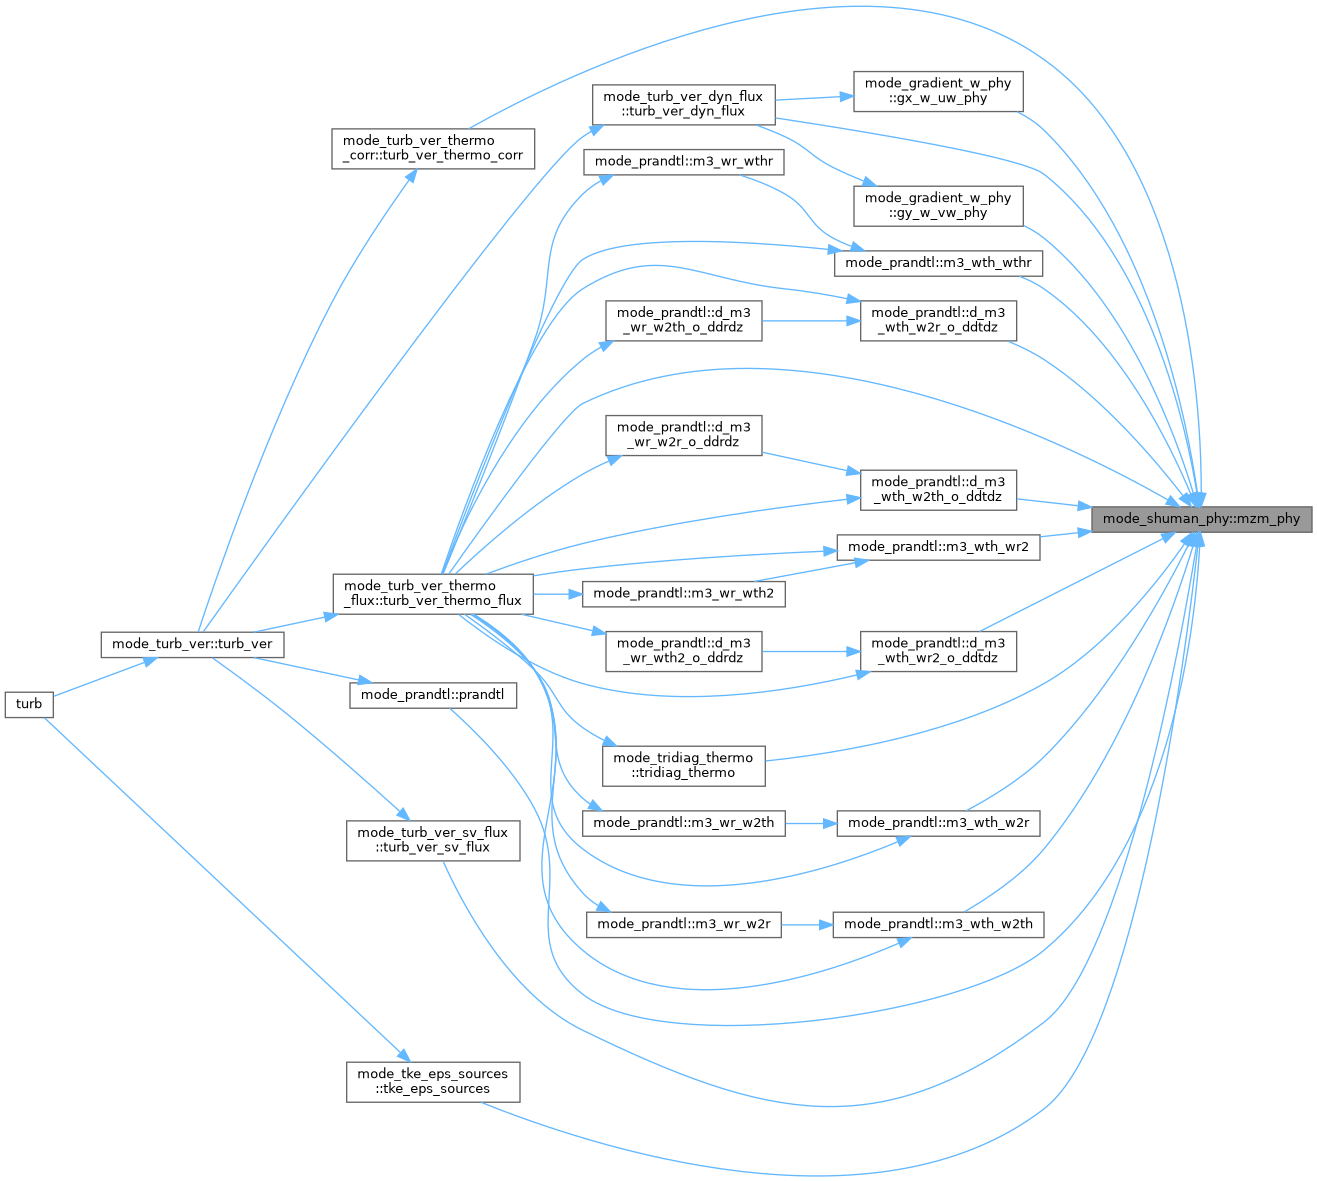 mode_gradient_w_phy
::gx_w_uw_phy
mode_turb_ver_dyn_flux
::turb_ver_dyn_flux
mode_turb_ver_thermo
_corr::turb_ver_thermo_corr
mode_prandtl::m3_wr_wthr
mode_gradient_w_phy
::gy_w_vw_phy
mode_prandtl::m3_wth_wthr
mode_prandtl::d_m3
_wr_w2th_o_ddrdz
mode_prandtl::d_m3
_wth_w2r_o_ddtdz
mode_prandtl::d_m3
_wr_w2r_o_ddrdz
mode_prandtl::d_m3
_wth_w2th_o_ddtdz
mode_shuman_phy::mzm_phy
mode_prandtl::m3_wth_wr2
mode_turb_ver_thermo
_flux::turb_ver_thermo_flux
mode_prandtl::m3_wr_wth2
mode_turb_ver::turb_ver
mode_prandtl::d_m3
_wr_wth2_o_ddrdz
mode_prandtl::d_m3
_wth_wr2_o_ddtdz
turb
mode_prandtl::prandtl
mode_tridiag_thermo
::tridiag_thermo
mode_prandtl::m3_wr_w2th
mode_prandtl::m3_wth_w2r
mode_turb_ver_sv_flux
::turb_ver_sv_flux
mode_prandtl::m3_wr_w2r
mode_prandtl::m3_wth_w2th
mode_tke_eps_sources
::tke_eps_sources